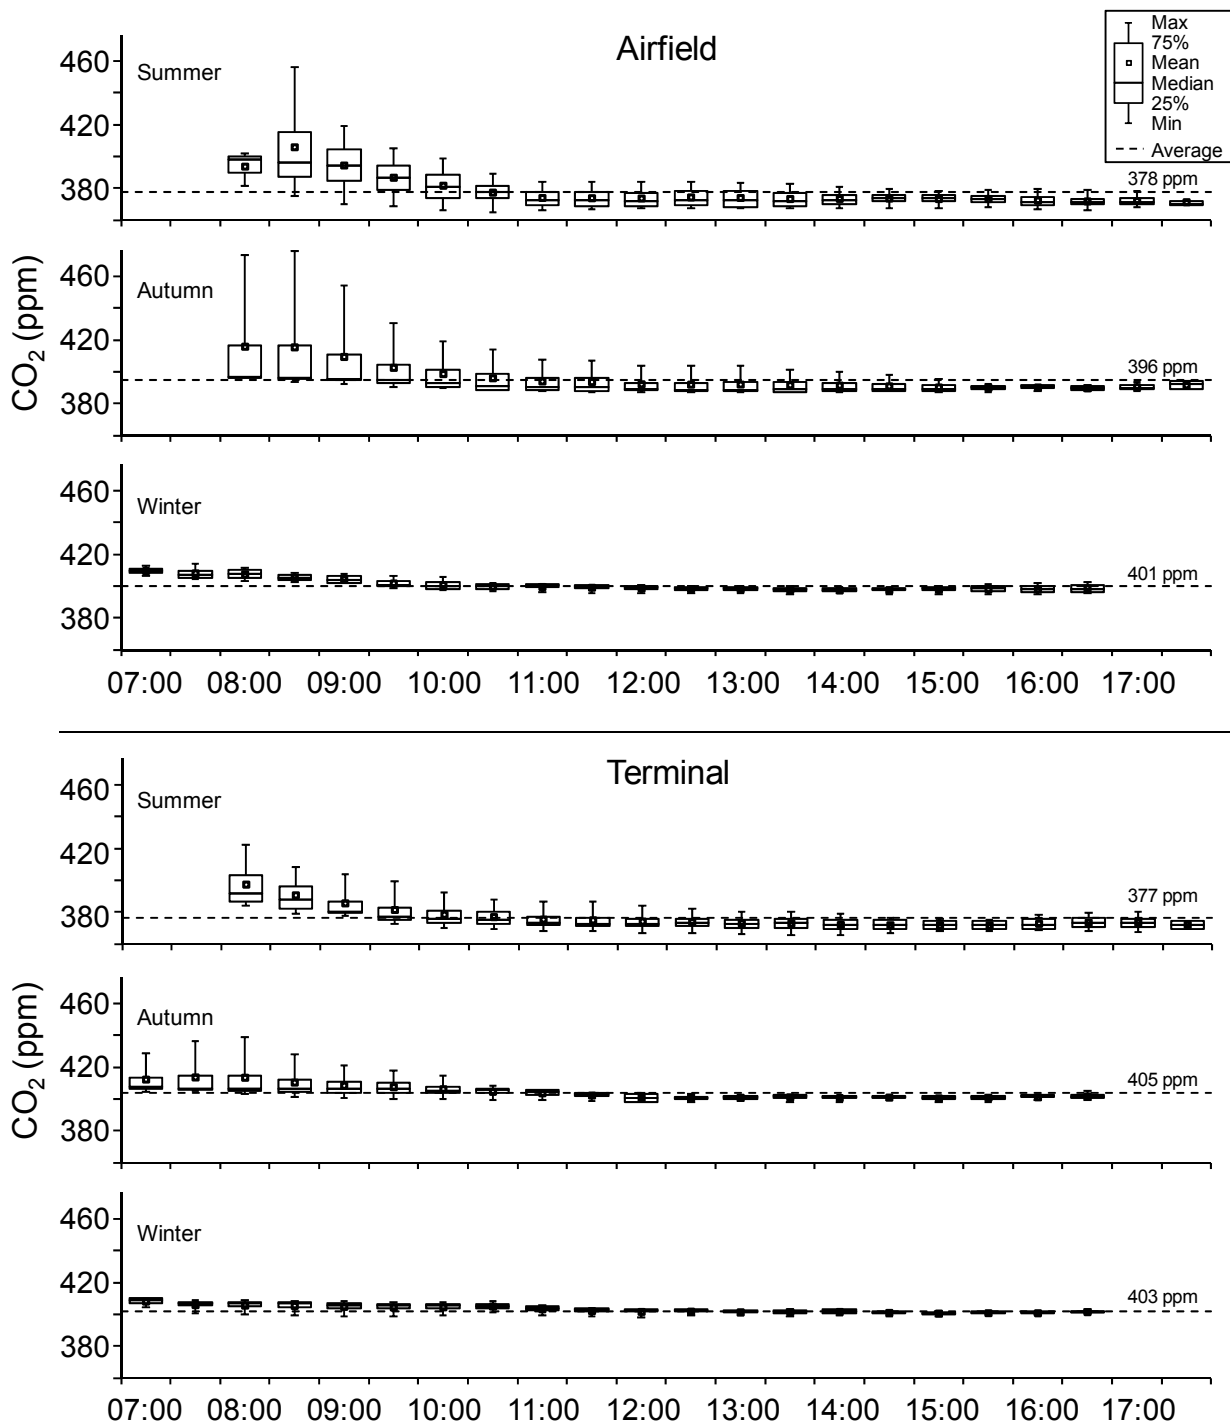 Airfield
Max
75%
Mean
Median
25%
Min
Average
CO₂ (ppm)
460
420
380
Summer
378 ppm
460
420
380
Autumn
396 ppm
460
420
380
Winter
401 ppm
07:00 08:00 09:00 10:00 11:00 12:00 13:00 14:00 15:00 16:00 17:00
Terminal
CO₂ (ppm)
460
420
380
Summer
377 ppm
460
420
380
Autumn
405 ppm
460
420
380
Winter
403 ppm
07:00 08:00 09:00 10:00 11:00 12:00 13:00 14:00 15:00 16:00 17:00